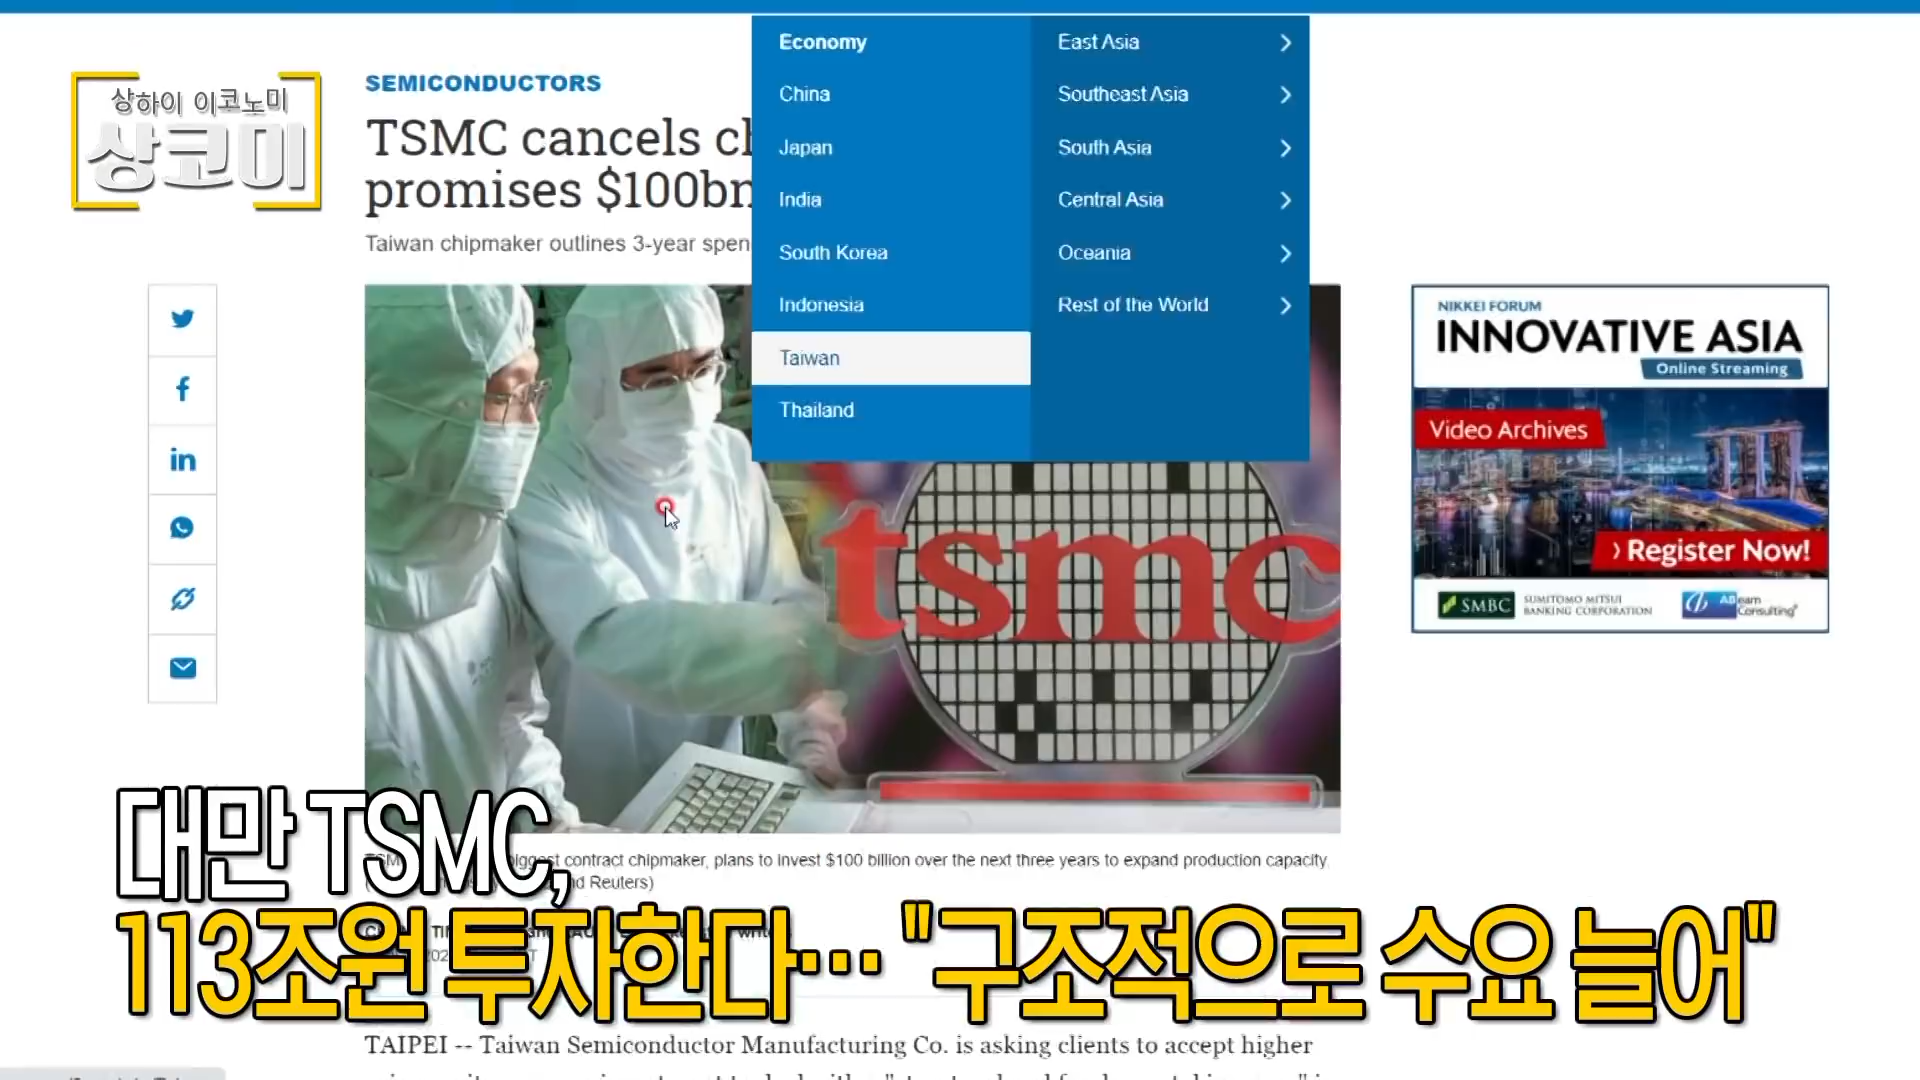 Economy
China
Japan
India
South Korea
Indonesia
Taiwan
Thailand
East Asia
Southeast Asia
South Asia
Central Asia
Oceania
Rest of the World
상하이 이코노미
상코미
SEMICONDUCTORS
TSMC cancels
promises $100bn
Taiwan chipmaker outlines 3-year
tsmc
NIKKEI FORUM
INNOVATIVE ASIA
Online Streaming
Video Archives
Register Now!
SMBC
SUMITOMO MITSUI
BANKING CORPORATION
ABeam
Consulting
contract chipmaker, plans to invest $100 billion over the next three years to expand production capacity.
Reuters)
대만 TSMC,
113조원 투자한다··· "구조적으로 수요 늘어"
TAIPEI -- Taiwan Semiconductor Manufacturing Co. is asking clients to accept higher